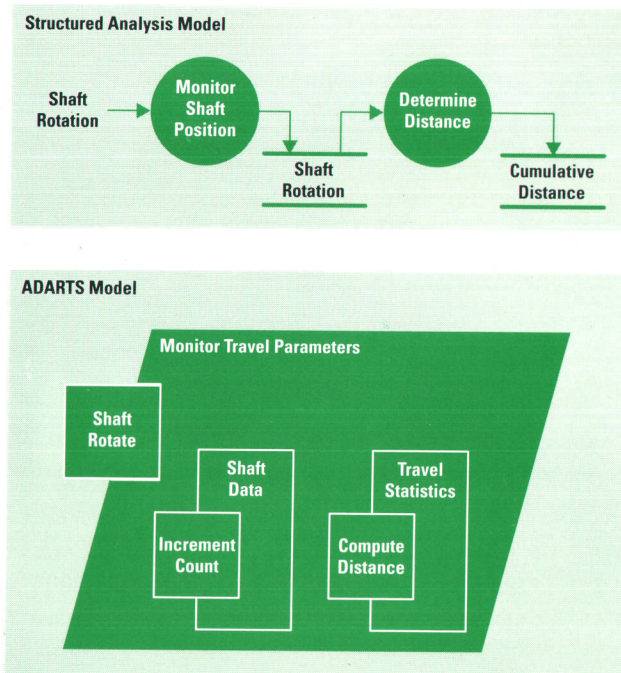 Structured Analysis Model
Shaft
Rotation
Monitor
Shaft
Position
Shaft
Rotation
Determine
Distance
Cumulative
Distance
ADARTS Model
Monitor Travel Parameters
Shaft
Rotate
Shaft
Data
Increment
Count
Travel
Statistics
Compute
Distance